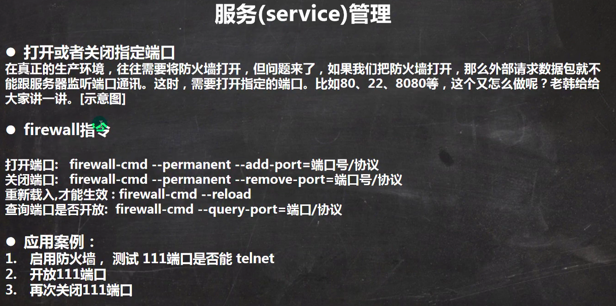 服务(service)管理
● 打开或者关闭指定端口
在真正的生产环境，往往需要将防火墙打开，但问题来了，如果我们把防火墙打开，那么外部请求数据包就不
能跟服务器监听端口通讯。这时，需要打开指定的端口。比如80、22、8080等，这个又怎么做呢？老韩给给
大家讲一讲。[示意图]
● firewall指令
打开端口: firewall-cmd --permanent --add-port=端口号/协议
关闭端口: firewall-cmd --permanent --remove-port=端口号/协议
重新载入,才能生效 : firewall-cmd --reload
查询端口是否开放: firewall-cmd --query-port=端口/协议
● 应用案例：
1. 启用防火墙， 测试 111端口是否能 telnet
2. 开放111端口
3. 再次关闭111端口